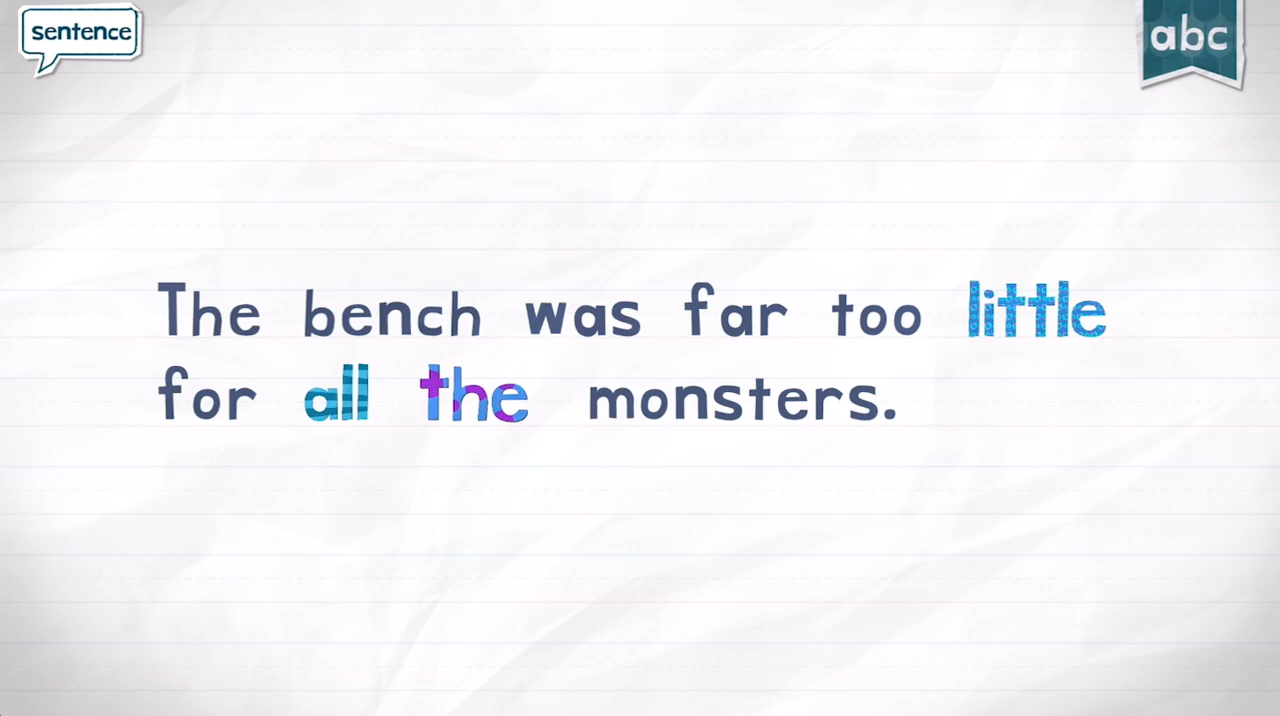 sentence
abc
The bench was far too little
for all the monsters.